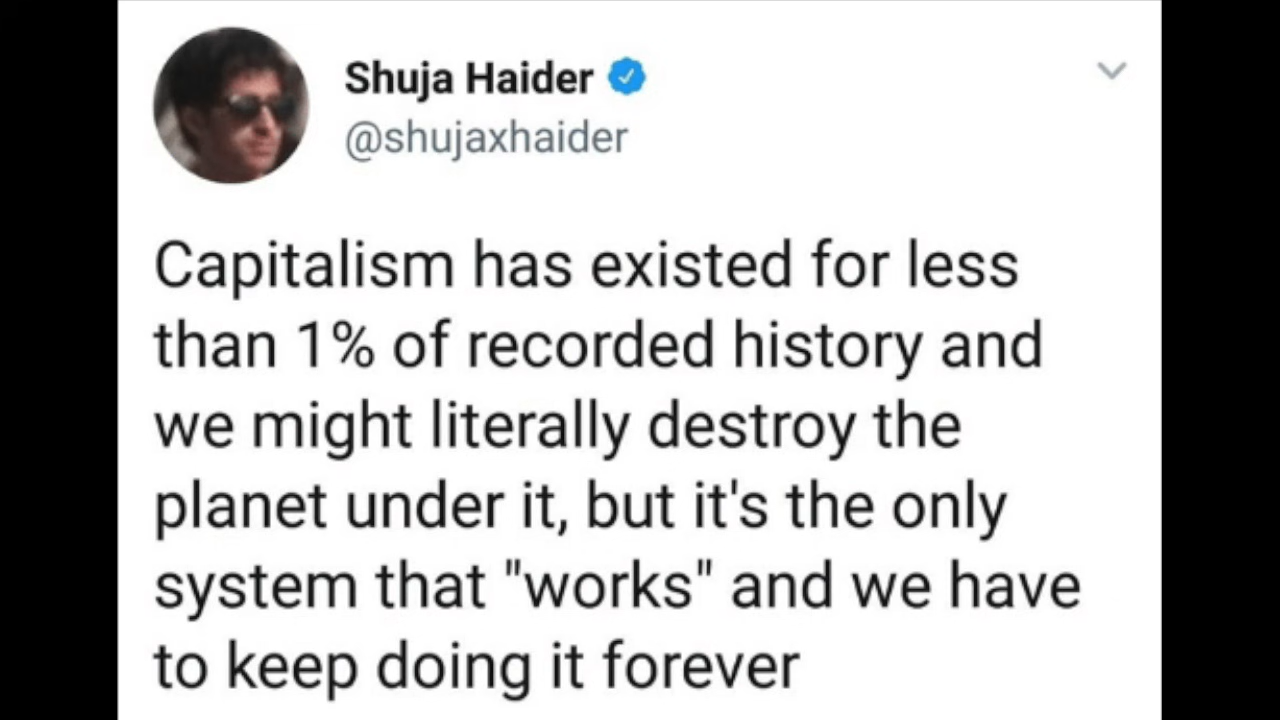 Shuja Haider
@shujaxhaider
Capitalism has existed for less
than 1% of recorded history and
we might literally destroy the
planet under it, but it's the only
system that "works" and we have
to keep doing it forever